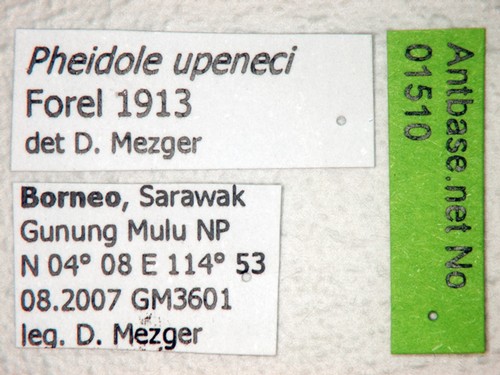 Pheidole upeneci
Forel 1913
det D. Mezger
Borneo, Sarawak
Gunung Mulu NP
N 04° 08 E 114° 53
08.2007 GM3601
leg. D. Mezger
Antbase.net No
01510